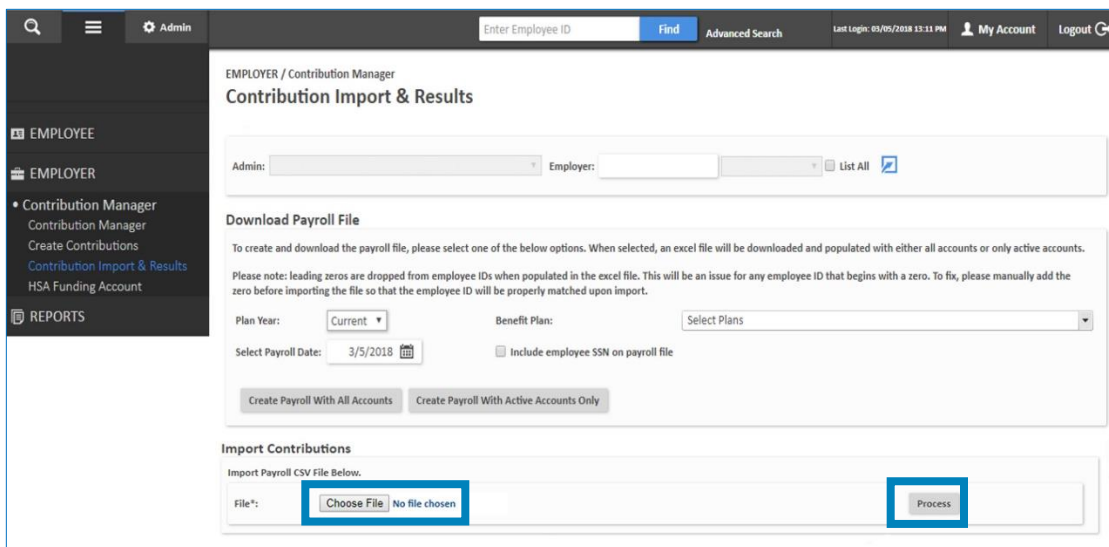 Admin
Enter Employee ID
Find
Advanced Search
Last Login: 03/05/2018 13:11 PM
My Account
Logout
EMPLOYEE
EMPLOYER
• Contribution Manager
Contribution Manager
Create Contributions
Contribution Import & Results
HSA Funding Account
REPORTS
EMPLOYER / Contribution Manager
Contribution Import & Results
Admin:
Employer:
List All
Download Payroll File
To create and download the payroll file, please select one of the below options. When selected, an excel file will be downloaded and populated with either all accounts or only active accounts.
Please note: leading zeros are dropped from employee IDs when populated in the excel file. This will be an issue for any employee ID that begins with a zero. To fix, please manually add the
zero before importing the file so that the employee ID will be properly matched upon import.
Plan Year: Current
Benefit Plan: Select Plans
Select Payroll Date: 3/5/2018
Include employee SSN on payroll file
Create Payroll With All Accounts
Create Payroll With Active Accounts Only
Import Contributions
Import Payroll CSV File Below.
File*: Choose File No file chosen
Process